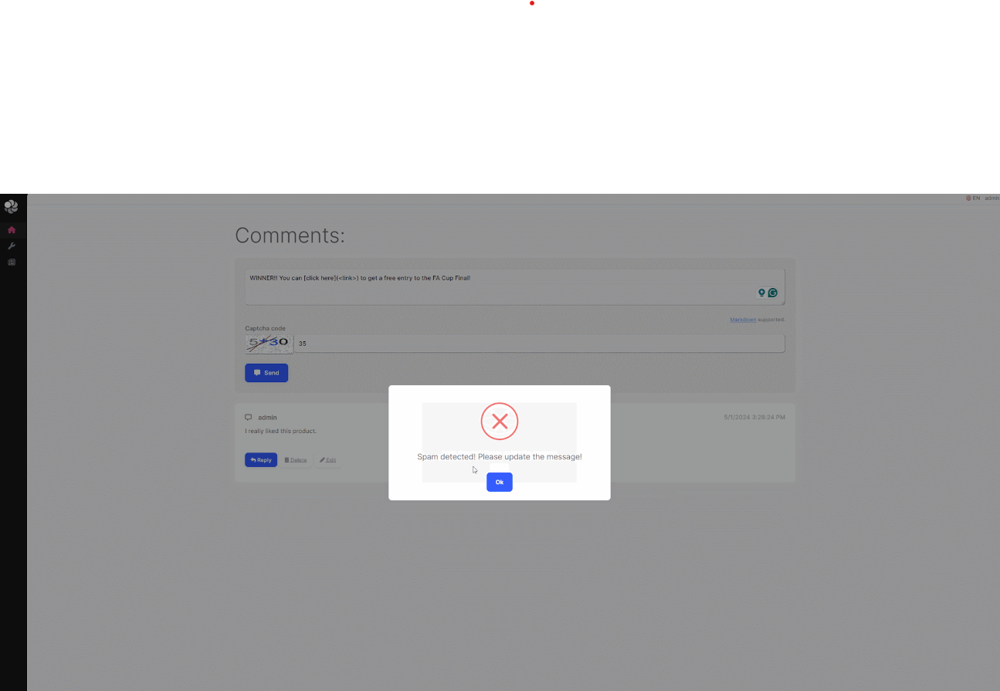 EN admin
Comments:
WINNER!! You can [click here](<link>) to get a free entry to the FA Cup Final!
Markdown supported.
Captcha code
5+30
35
Send
admin
5/1/2024 3:28:24 PM
I really liked this product.
Reply Delete Edit
Spam detected! Please update the message!
Ok